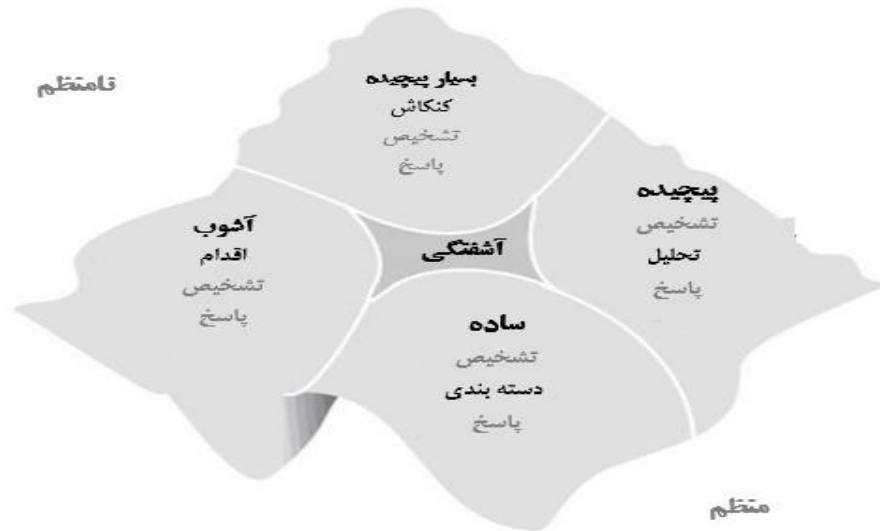 نامنظم
بسیار پیچیده
کنکاش
تشخیص
پاسخ
پیچیده
تشخیص
تحلیل
پاسخ
آشوب
اقدام
تشخیص
پاسخ
آشفتگی
ساده
تشخیص
دسته بندی
پاسخ
منظم